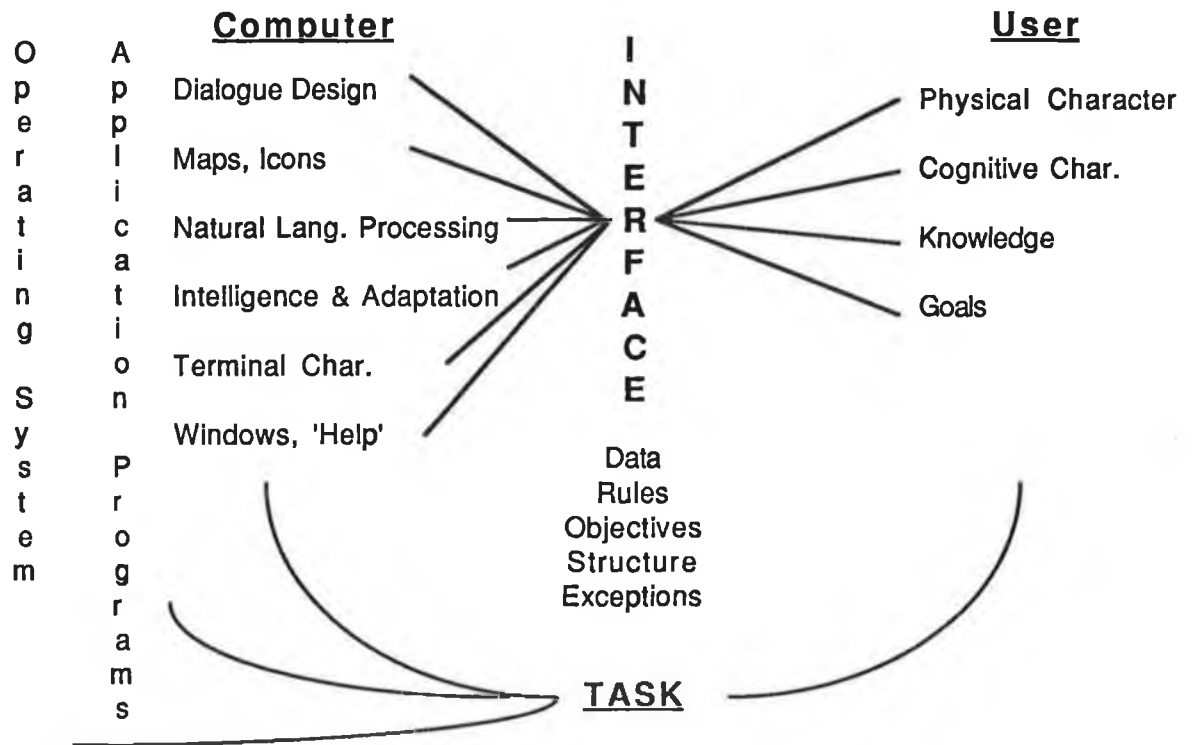 Operating System
Application Programs
Computer
Dialogue Design
Maps, Icons
Natural Lang. Processing
Intelligence & Adaptation
Terminal Char.
Windows, 'Help'
INTERFACE
User
Physical Character
Cognitive Char.
Knowledge
Goals
Data
Rules
Objectives
Structure
Exceptions
TASK